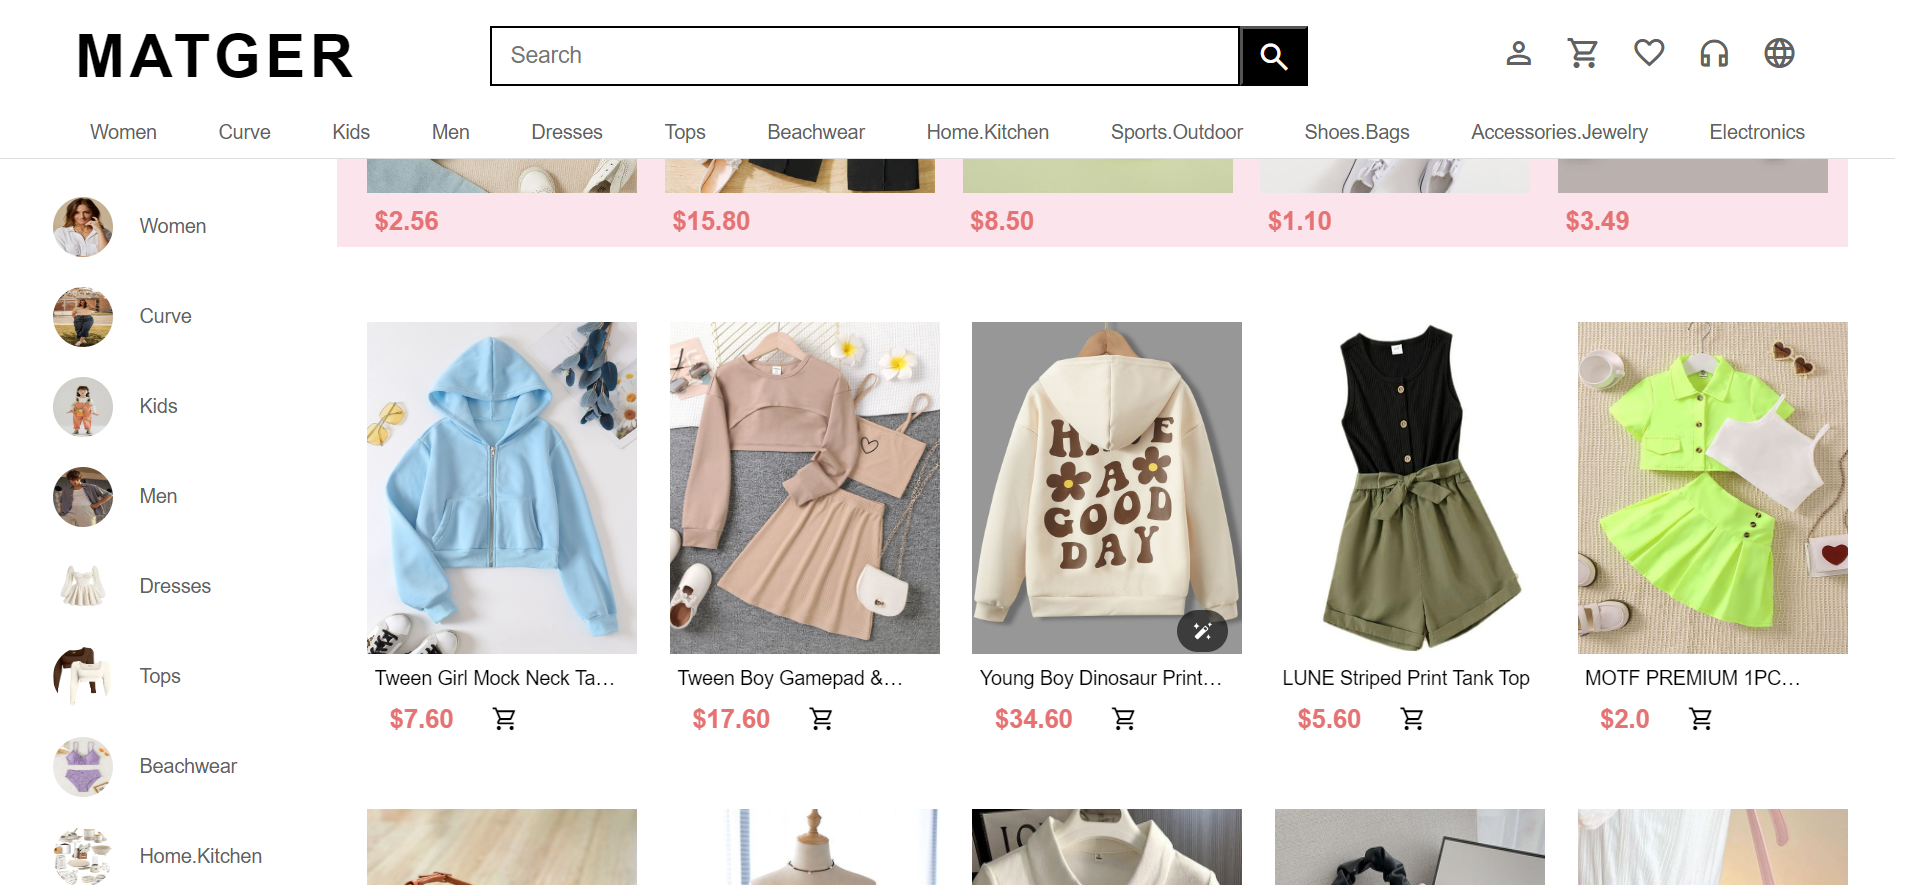 MATGER
Search
Women Curve Kids Men Dresses Tops Beachwear Home.Kitchen Sports.Outdoor Shoes.Bags Accessories.Jewelry Electronics
$2.56 $15.80 $8.50 $1.10 $3.49
Women
Curve
Kids
Men
Dresses
Tops
Beachwear
Home.Kitchen
GOOD
DAY
Tween Girl Mock Neck Ta... Tween Boy Gamepad &... Young Boy Dinosaur Print... LUNE Striped Print Tank Top MOTF PREMIUM 1PC...
$7.60 $17.60 $34.60 $5.60 $2.0